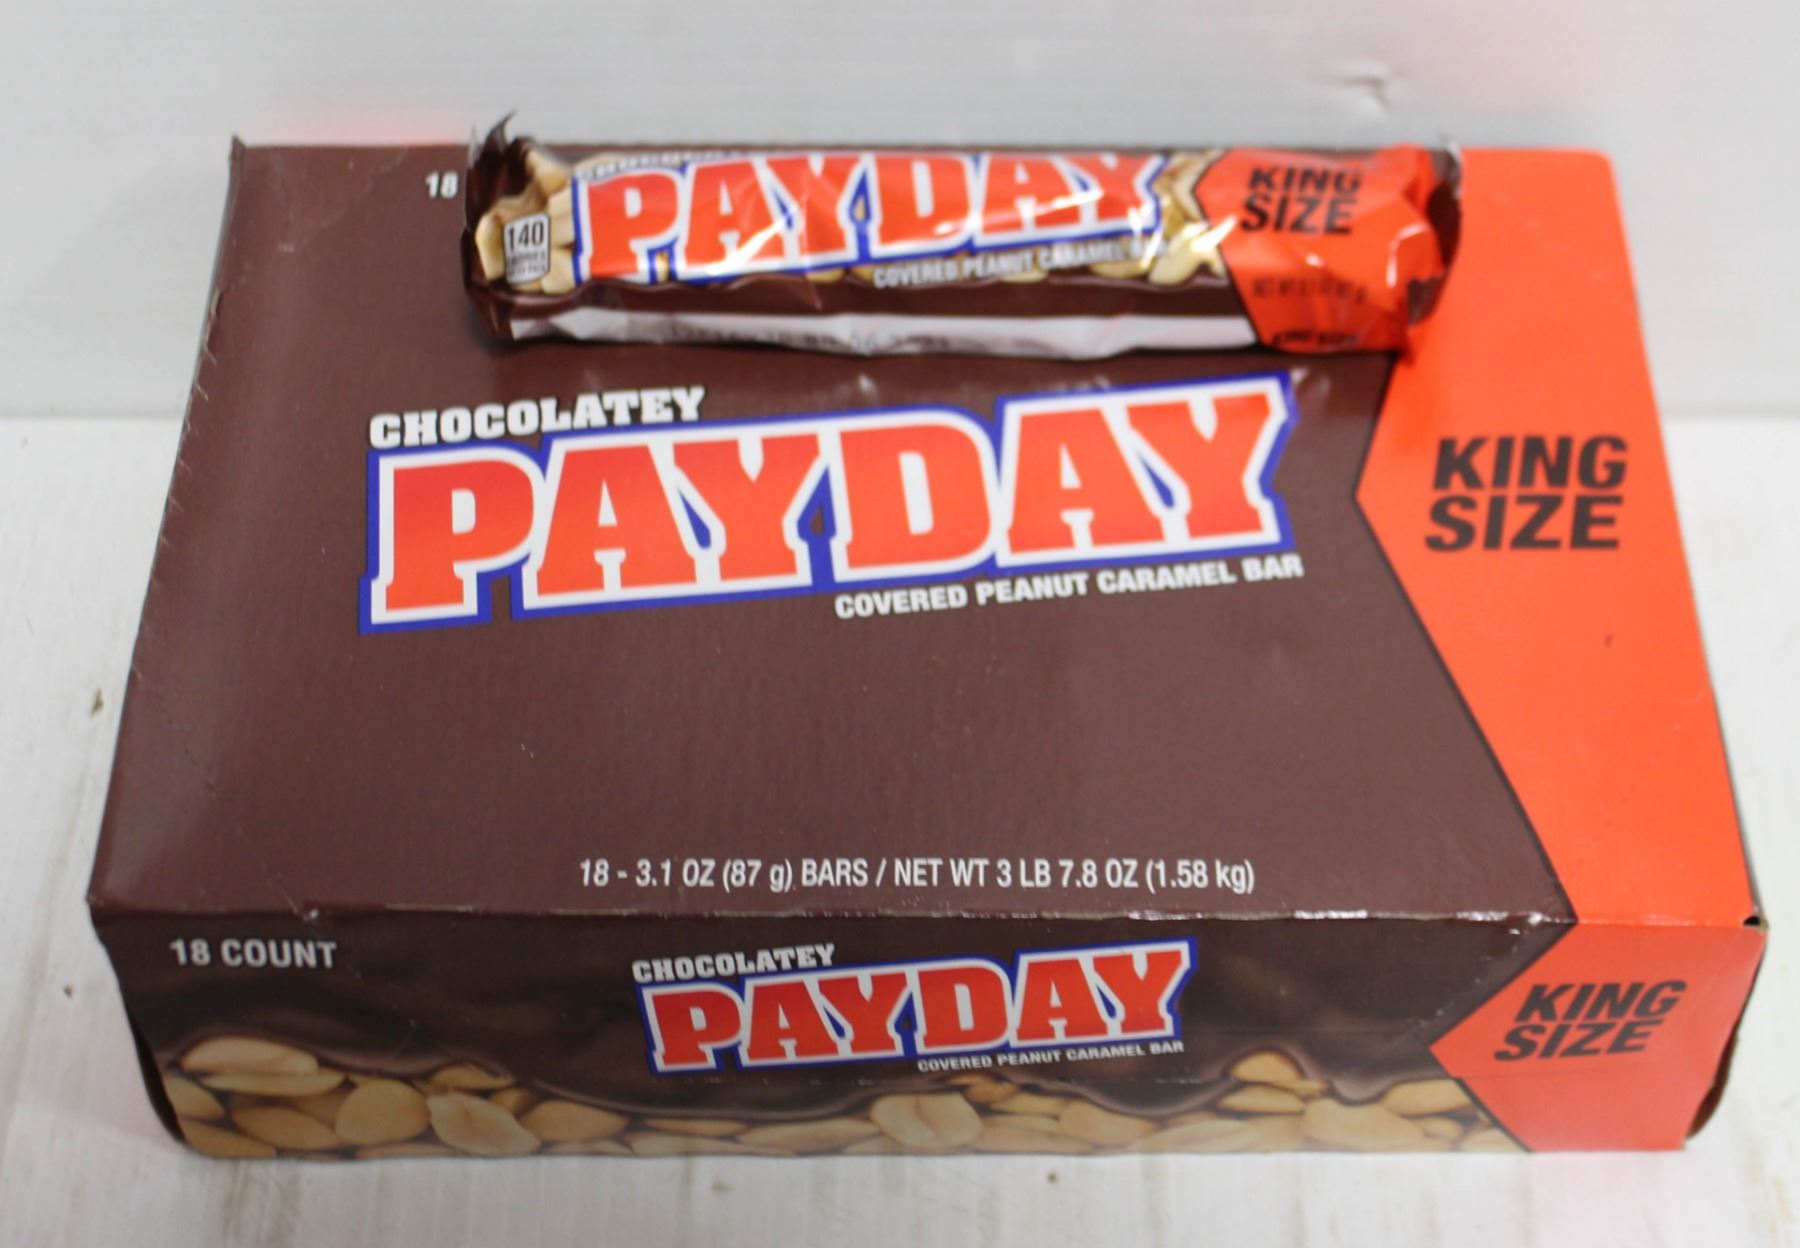 18
CHOCOLATEY
PAYDAY
COVERED PEANUT CARAMEL BAR
KING
SIZE
140
CALORIES
CHOCOLATEY
PAYDAY
COVERED PEANUT CARAMEL BAR
KING
SIZE
18 - 3.1 OZ (87 g) BARS / NET WT 3 LB 7.8 OZ (1.58 kg)
18 COUNT
CHOCOLATEY
PAYDAY
COVERED PEANUT CARAMEL BAR
KING
SIZE